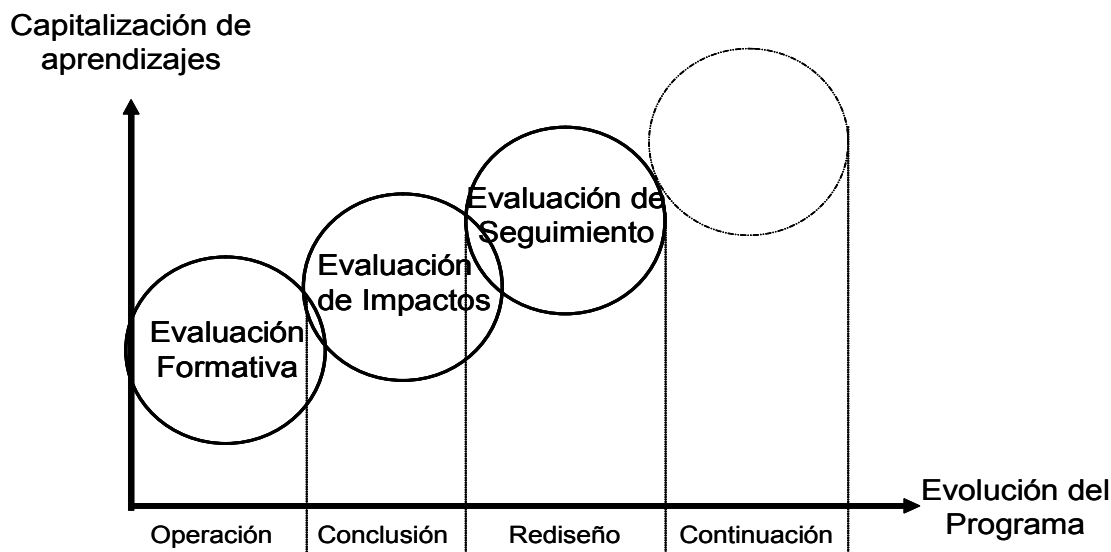 Capitalización de
aprendizajes
Evaluación de
Seguimiento
Evaluación
de Impactos
Evaluación
Formativa
Evolución del
Programa
Operación
Conclusión
Rediseño
Continuación